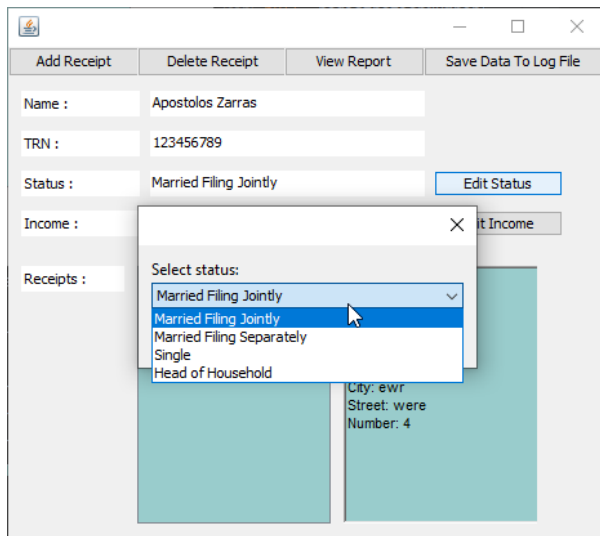 Add Receipt Delete Receipt View Report Save Data To Log File
Name : Apostolos Zarras
TRN : 123456789
Status : Married Filing Jointly Edit Status
Income : it Income
Select status:
Receipts :
Married Filing Jointly
Married Filing Jointly
Married Filing Separately
Single
Head of Household
City: ewr
Street: were
Number: 4